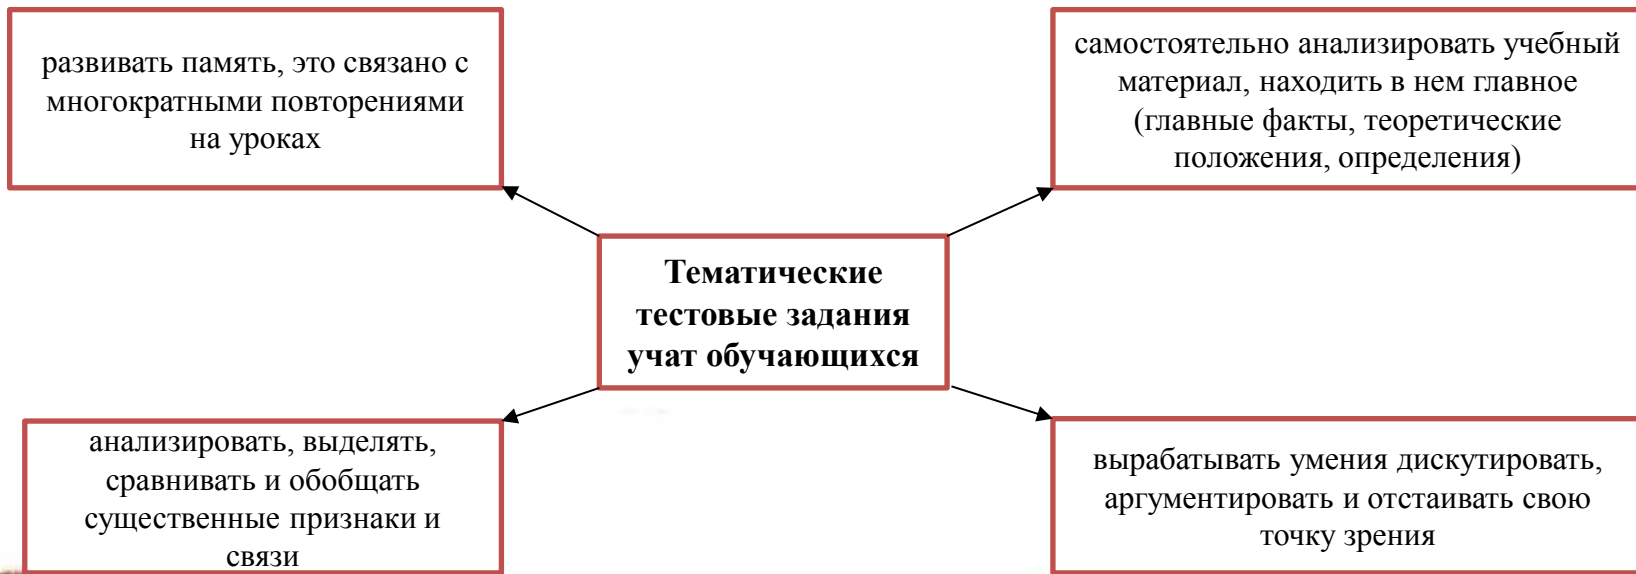 развивать память, это связано с
многократными повторениями
на уроках
самостоятельно анализировать учебный
материал, находить в нем главное
(главные факты, теоретические
положения, определения)
Тематические
тестовые задания
учат обучающихся
анализировать, выделять,
сравнивать и обобщать
существенные признаки и
связи
вырабатывать умения дискутировать,
аргументировать и отстаивать свою
точку зрения